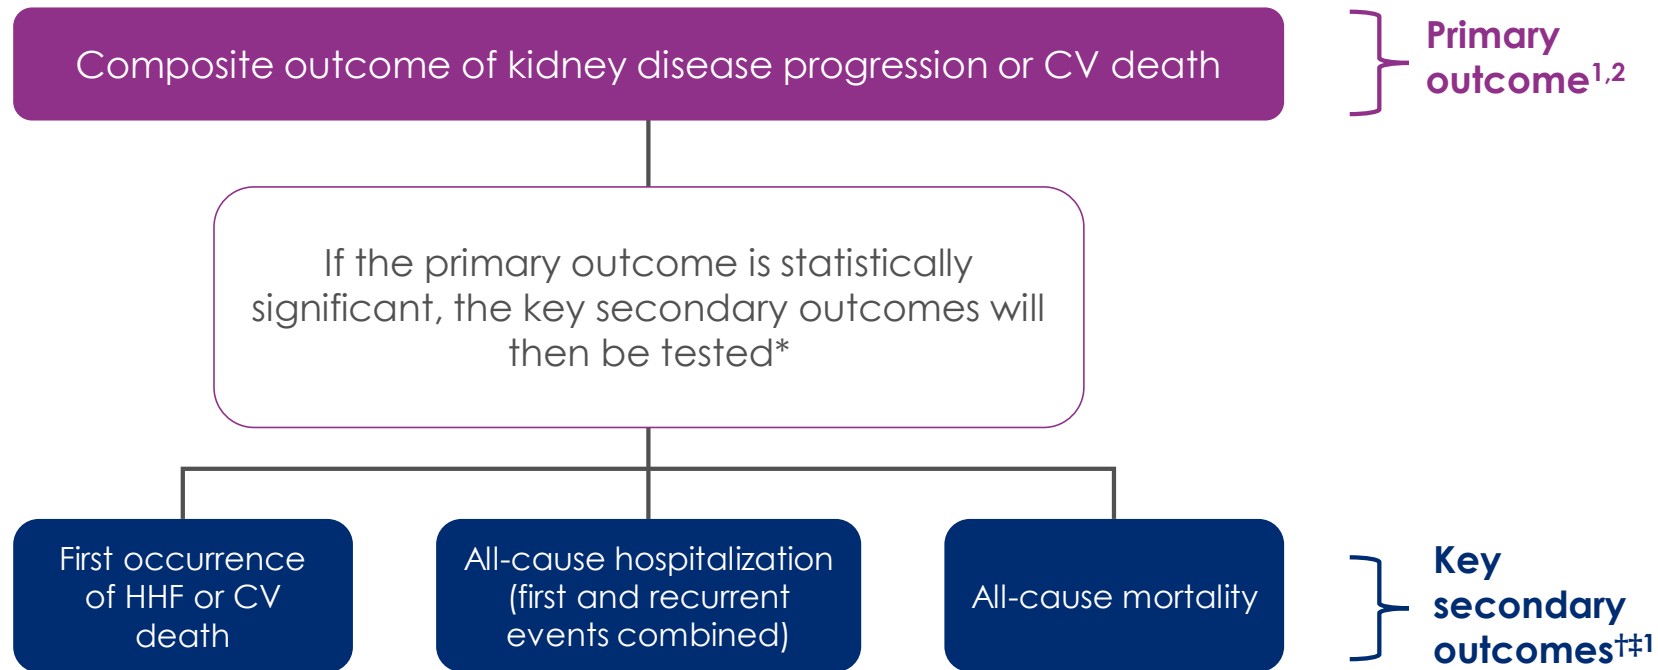 Composite outcome of kidney disease progression or CV death
Primary
outcome1,2
If the primary outcome is statistically
significant, the key secondary outcomes will
then be tested*
First occurrence
of HHF or CV
death
All-cause hospitalization
(first and recurrent
events combined)
All-cause mortality
Key
secondary
outcomes†‡1